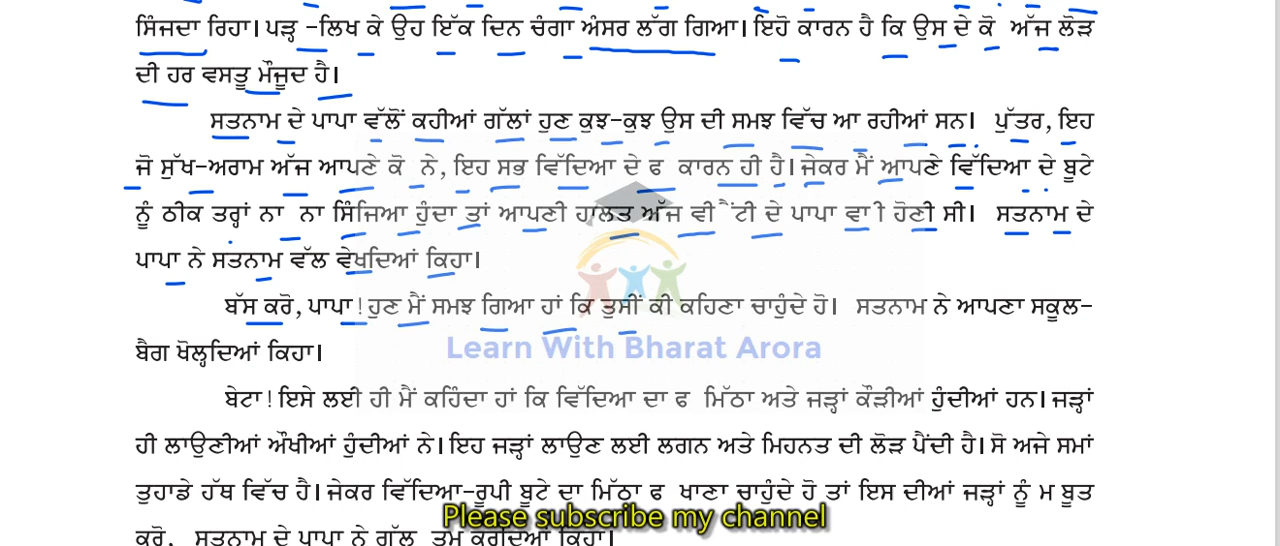 ਸਿੰਜਦਾ ਰਿਹਾ। ਪੜ੍ਹ -ਲਿਖ ਕੇ ਉਹ ਇੱਕ ਦਿਨ ਚੰਗਾ ਅੰਸਰ ਲੱਗ ਗਿਆ। ਇਹੋ ਕਾਰਨ ਹੈ ਕਿ ਉਸ ਦੇ ਕੋ ਅੱਜ ਲੋੜ
ਦੀ ਹਰ ਵਸਤੂ ਮੌਜੂਦ ਹੈ।
ਸਤਨਾਮ ਦੇ ਪਾਪਾ ਵੱਲੋਂ ਕਹੀਆਂ ਗੱਲਾਂ ਹੁਣ ਕੁਝ-ਕੁਝ ਉਸ ਦੀ ਸਮਝ ਵਿੱਚ ਆ ਰਹੀਆਂ ਸਨ। ਪੁੱਤਰ, ਇਹ
ਜੋ ਸੁੱਖ-ਅਰਾਮ ਅੱਜ ਆਪਣੇ ਕੋ ਨੇ, ਇਹ ਸਭ ਵਿੱਦਿਆ ਦੇ ਫ ਕਾਰਨ ਹੀ ਹੈ। ਜੇਕਰ ਮੈਂ ਆਪਣੇ ਵਿੱਦਿਆ ਦੇ ਬੂਟੇ
ਨੂੰ ਠੀਕ ਤਰ੍ਹਾਂ ਨਾ ਨਾ ਸਿੰਜਿਆ ਹੁੰਦਾ ਤਾਂ ਆਪਣੀ ਹਾਲਤ ਅੱਜ ਵੀ ੈਂਟੀ ਦੇ ਪਾਪਾ ਵਾ ੀ ਹੋਣੀ ਸੀ। ਸਤਨਾਮ ਦੇ
ਪਾਪਾ ਨੇ ਸਤਨਾਮ ਵੱਲ ਵੇਖਦਿਆਂ ਕਿਹਾ।
ਬੱਸ ਕਰੋ, ਪਾਪਾ! ਹੁਣ ਮੈਂ ਸਮਝ ਗਿਆ ਹਾਂ ਕਿ ਤੁਸੀਂ ਕੀ ਕਹਿਣਾ ਚਾਹੁੰਦੇ ਹੋ। ਸਤਨਾਮ ਨੇ ਆਪਣਾ ਸਕੂਲ-
ਬੈਗ ਖੋਲ੍ਹਦਿਆਂ ਕਿਹਾ।
Learn With Bharat Arora
ਬੇਟਾ! ਇਸੇ ਲਈ ਹੀ ਮੈਂ ਕਹਿੰਦਾ ਹਾਂ ਕਿ ਵਿੱਦਿਆ ਦਾ ਫ ਮਿੱਠਾ ਅਤੇ ਜੜ੍ਹਾਂ ਕੌੜੀਆਂ ਹੁੰਦੀਆਂ ਹਨ। ਜੜ੍ਹਾਂ
ਹੀ ਲਾਉਣੀਆਂ ਔਖੀਆਂ ਹੁੰਦੀਆਂ ਨੇ। ਇਹ ਜੜ੍ਹਾਂ ਲਾਉਣ ਲਈ ਲਗਨ ਅਤੇ ਮਿਹਨਤ ਦੀ ਲੋੜ ਪੈਂਦੀ ਹੈ। ਸੋ ਅਜੇ ਸਮਾਂ
ਤੁਹਾਡੇ ਹੱਥ ਵਿੱਚ ਹੈ। ਜੇਕਰ ਵਿੱਦਿਆ-ਰੂਪੀ ਬੂਟੇ ਦਾ ਮਿੱਠਾ ਫ ਖਾਣਾ ਚਾਹੁੰਦੇ ਹੋ ਤਾਂ ਇਸ ਦੀਆਂ ਜੜ੍ਹਾਂ ਨੂੰ ਮ ਬੂਤ
Please subscribe my channel
ਕਰੋ, ਸਤਨਾਮ ਦੇ ਪਾਪਾ ਨੇ ਗੱਲ ਤਮ ਕਰਦਿਆਂ ਕਿਹਾ।